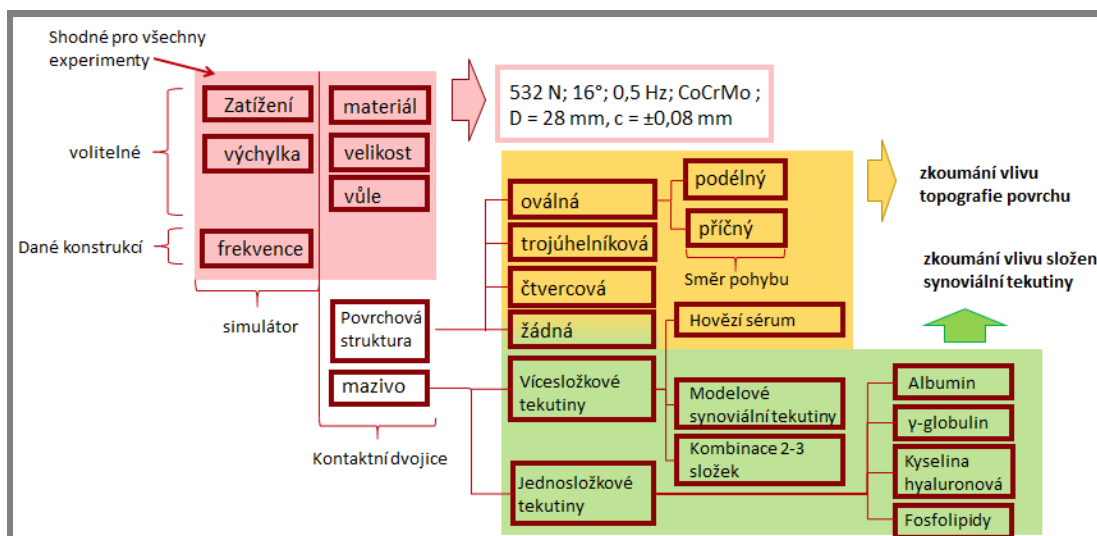 Shodné pro všechny
experimenty
volitelné
Dané konstrukcí
Zatížení
výchylka
frekvence
simulátor
materiál
velikost
vůle
Povrchová
struktura
mazivo
Kontaktní dvojice
532 N; 16°; 0,5 Hz; CoCrMo ;
D = 28 mm, c = ±0,08 mm
oválná
trojúhelníková
čtvercová
žádná
podélný
příčný
Směr pohybu
zkoumání vlivu
topografie povrchu
zkoumání vlivu složen
synoviální tekutiny
Vícesložkové
tekutiny
Jednosložkové
tekutiny
Hovězí sérum
Modelové
synoviální tekutiny
Kombinace 2-3
složek
Albumin
γ-globulin
Kyselina
hyaluronová
Fosfolipidy